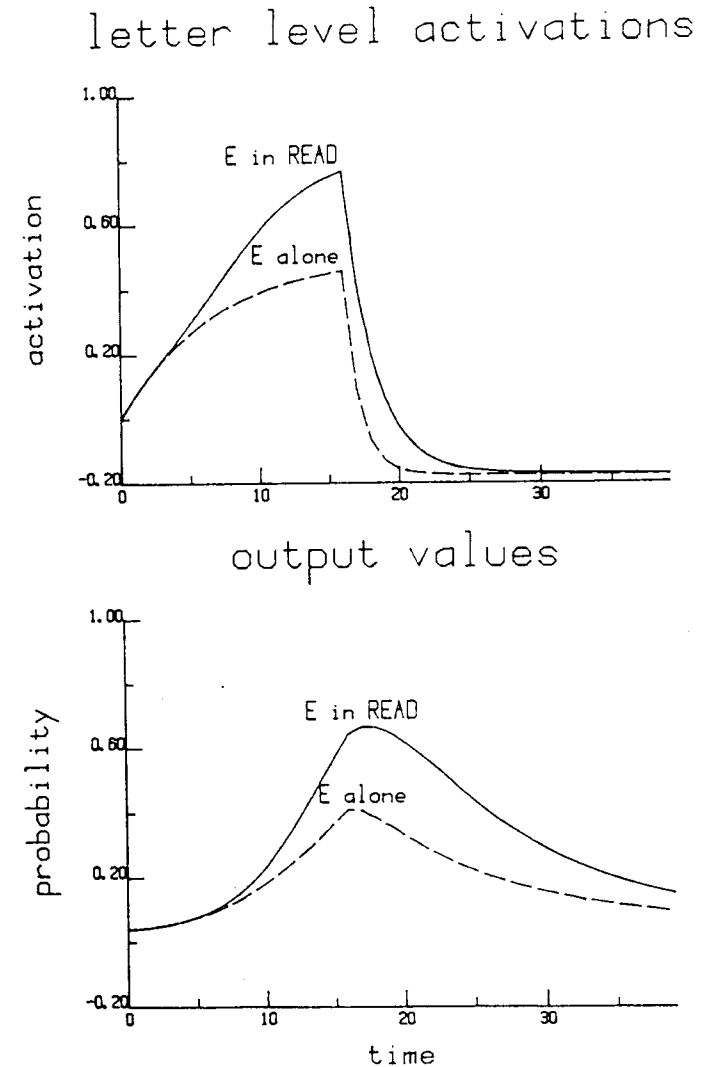 letter level activations
1.00
E in READ
0.60
E alone
activation
0.20
-0.20
0 10 20 30
output values
1.00
E in READ
0.60
E alone
probability
0.20
-0.20
0 10 20 30
time